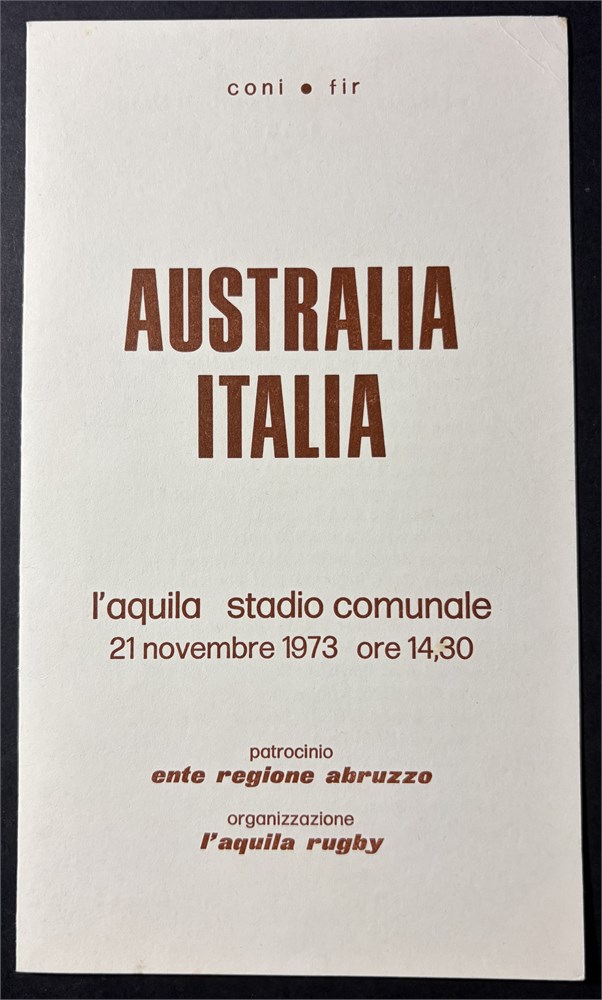 coni • fir
AUSTRALIA
ITALIA
l'aquila stadio comunale
21 novembre 1973 ore 14,30
patrocinio
ente regione abruzzo
organizzazione
l'aquila rugby